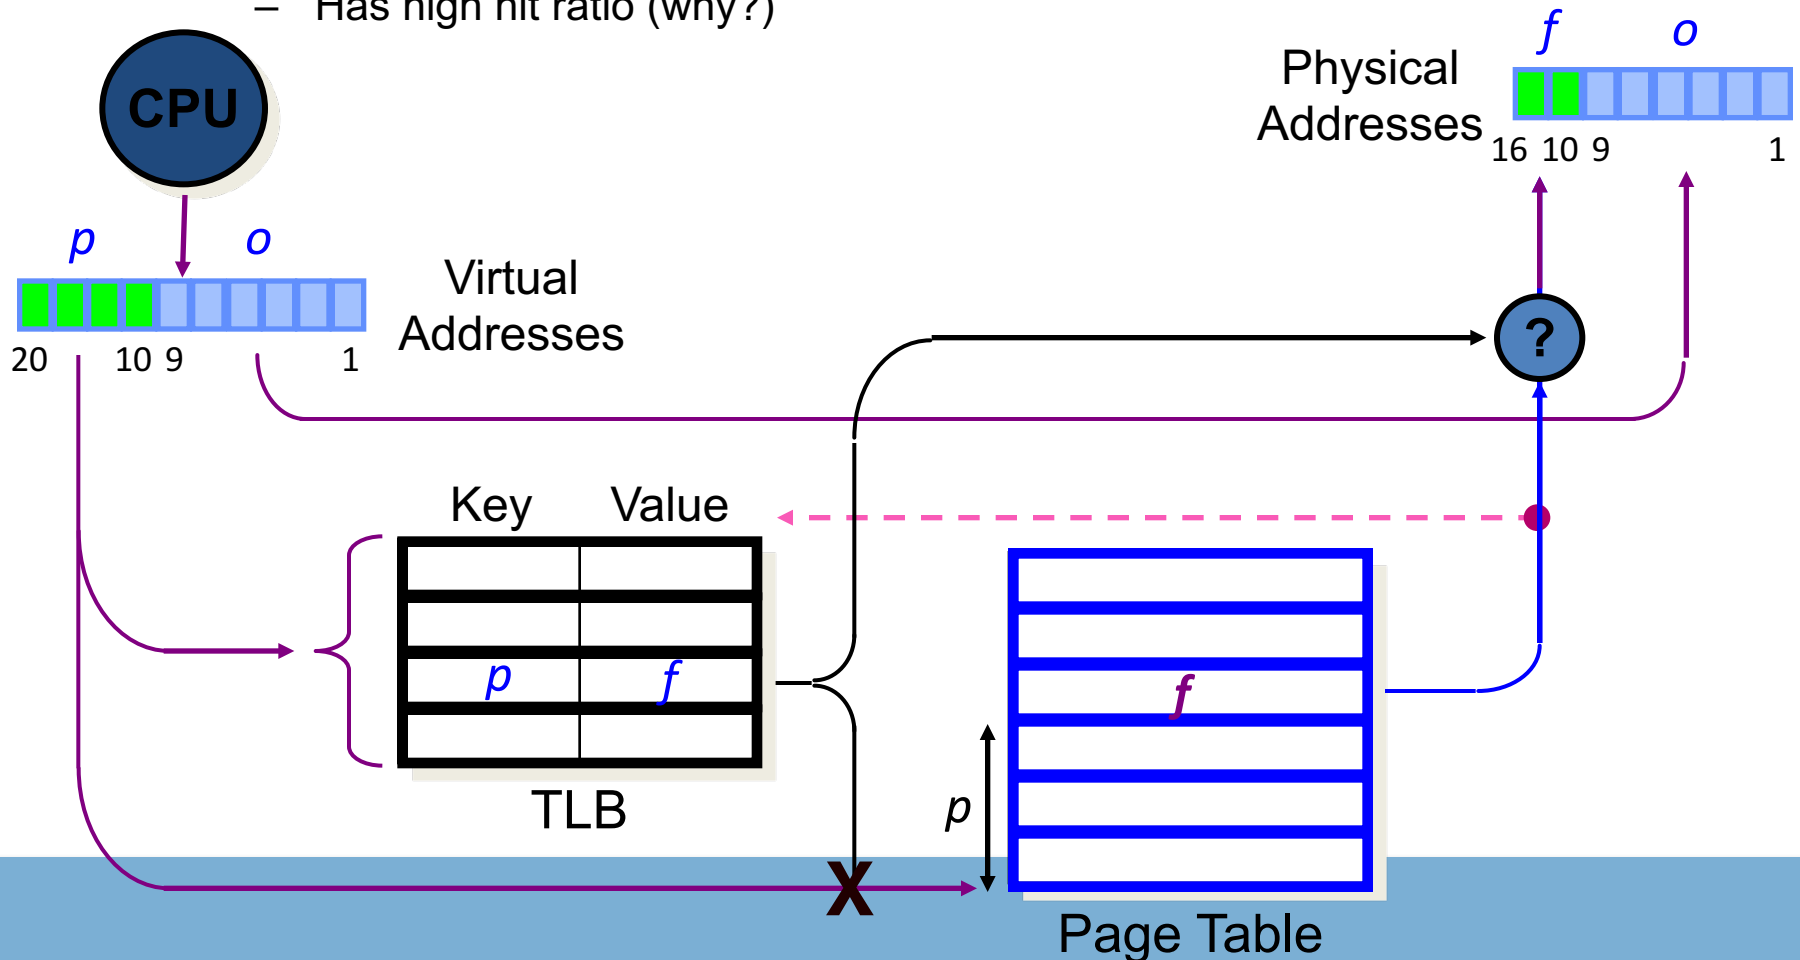 – Has high hit ratio (why?)
CPU
f o
Physical
Addresses
16 10 9 1
p o
Virtual
Addresses
20 10 9 1
?
Key Value
p f
TLB
f
p
X
Page Table